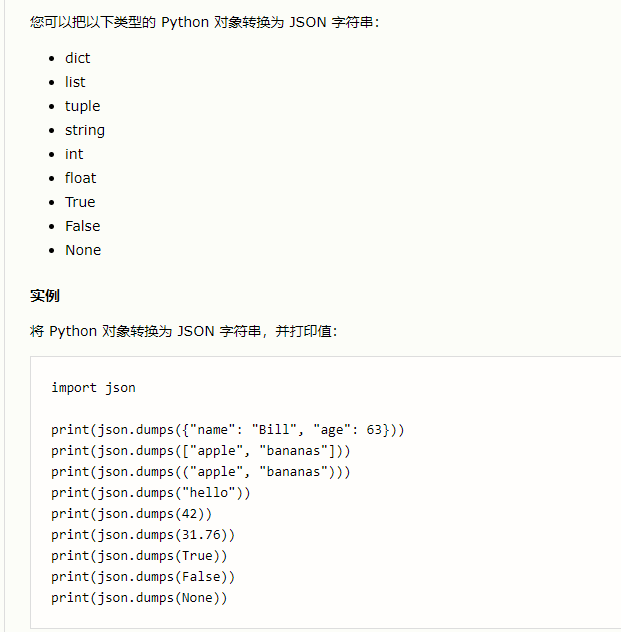 您可以把以下类型的 Python 对象转换为 JSON 字符串：
dict
list
tuple
string
int
float
True
False
None
实例
将 Python 对象转换为 JSON 字符串，并打印值：
import json
print(json.dumps({"name": "Bill", "age": 63}))
print(json.dumps(["apple", "bananas"]))
print(json.dumps(("apple", "bananas")))
print(json.dumps("hello"))
print(json.dumps(42))
print(json.dumps(31.76))
print(json.dumps(True))
print(json.dumps(False))
print(json.dumps(None))